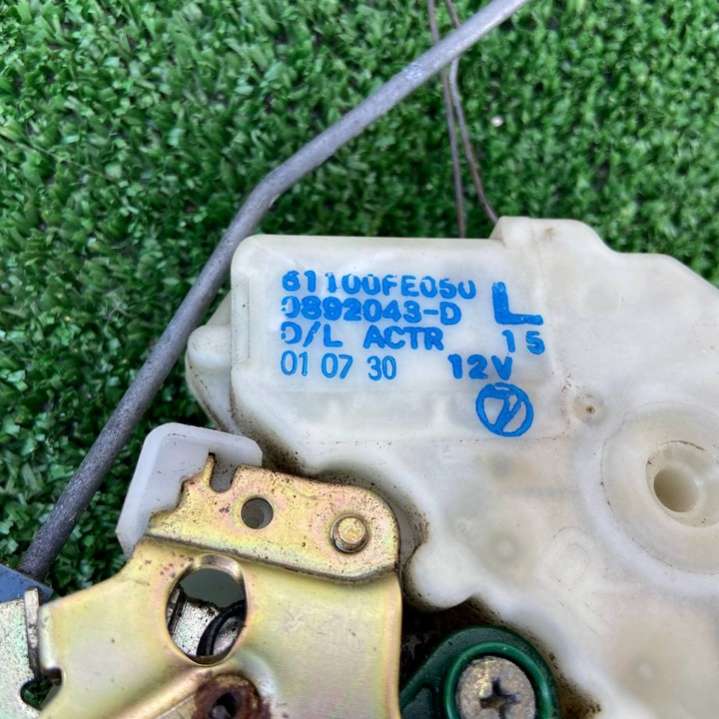 61100FE050
0892043-D
D/L ACTR
01 07 30 12V
L
15